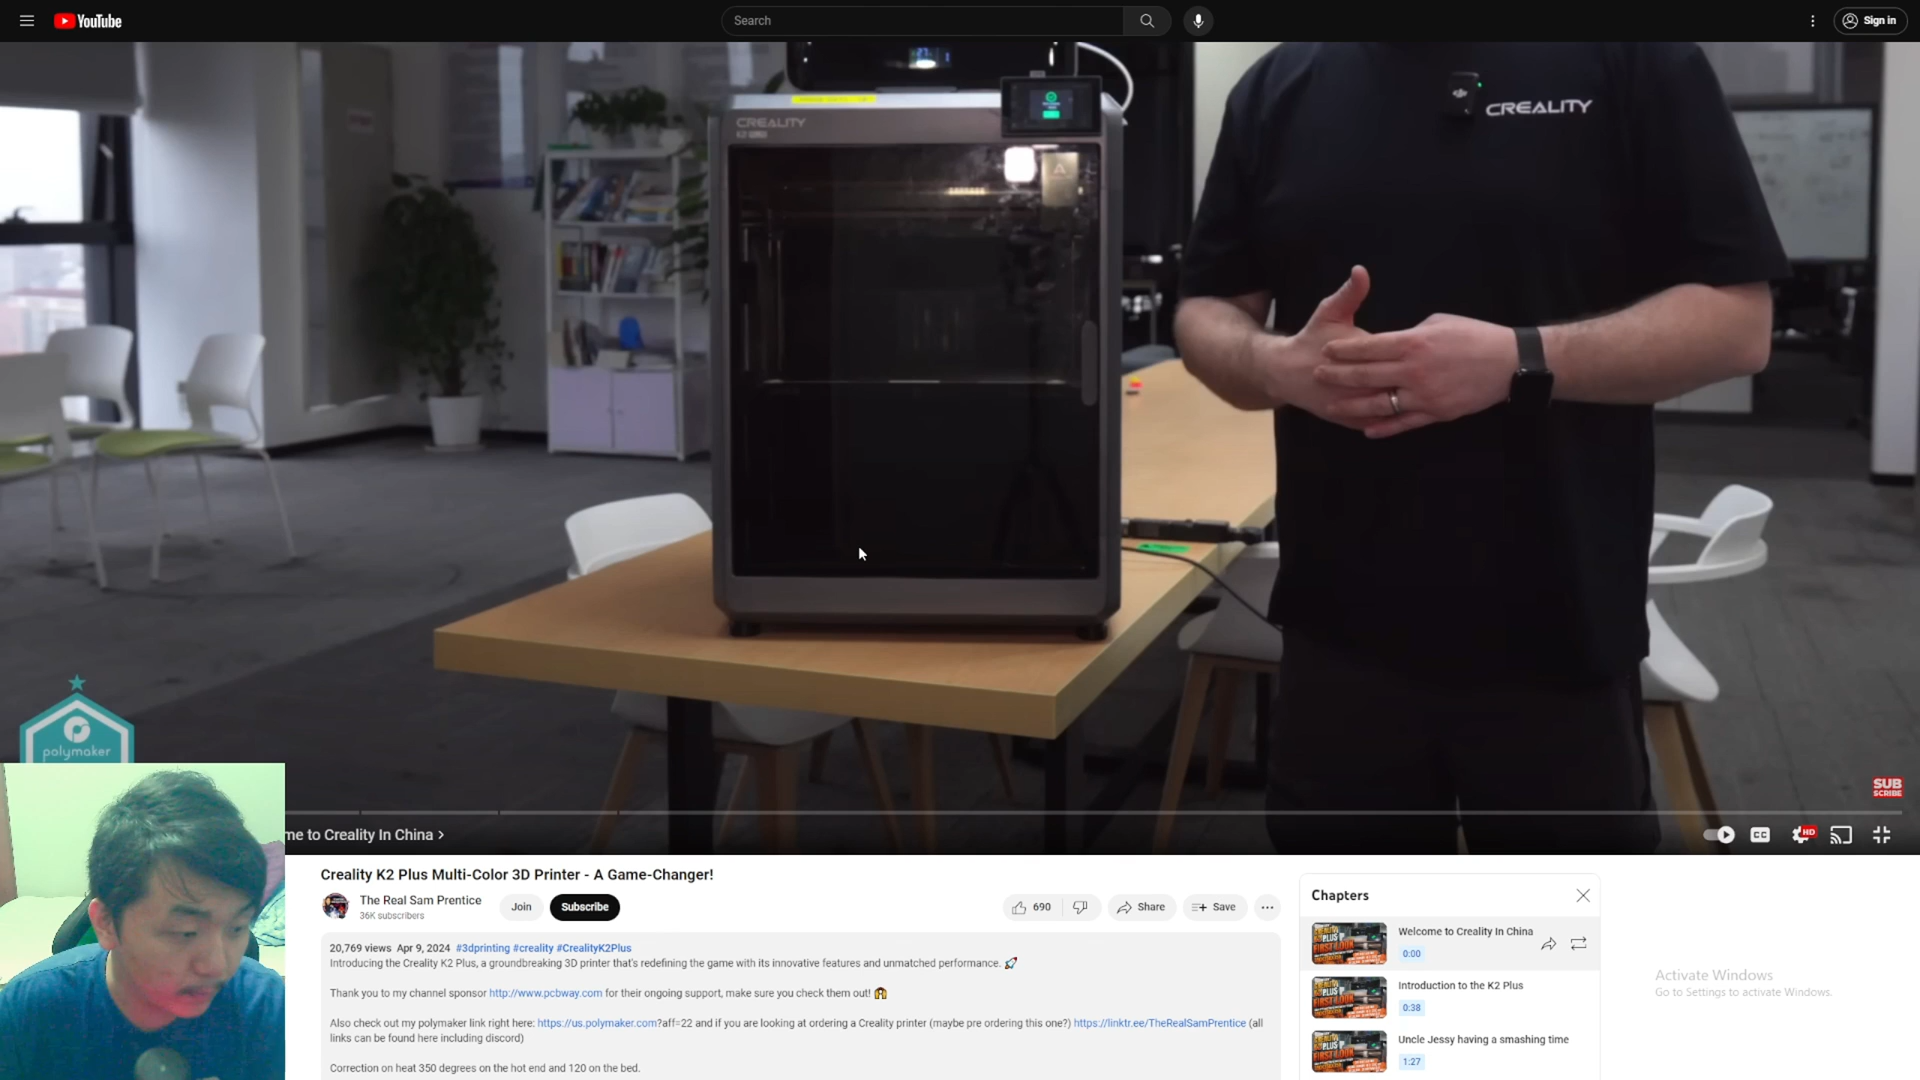 YouTube
Search
Sign in
CREALITY
CREALITY
polymaker
SUB
SCRIBE
me to Creality In China
CC
HD
Creality K2 Plus Multi-Color 3D Printer - A Game-Changer!
The Real Sam Prentice
36K subscribers
Join
Subscribe
690
Share
Save
20,769 views Apr 9, 2024 #3dprinting #creality #CrealityK2Plus
Introducing the Creality K2 Plus, a groundbreaking 3D printer that's redefining the game with its innovative features and unmatched performance.
Thank you to my channel sponsor http://www.pcbway.com for their ongoing support, make sure you check them out!
Also check out my polymaker link right here: https://us.polymaker.com?aff=22 and if you are looking at ordering a Creality printer (maybe pre ordering this one?) https://linktr.ee/TheRealSamPrentice (all
links can be found here including discord)
Correction on heat 350 degrees on the hot end and 120 on the bed.
Chapters
Welcome to Creality In China
0:00
Introduction to the K2 Plus
0:38
Uncle Jessy having a smashing time
1:27
Activate Windows
Go to Settings to activate Windows.